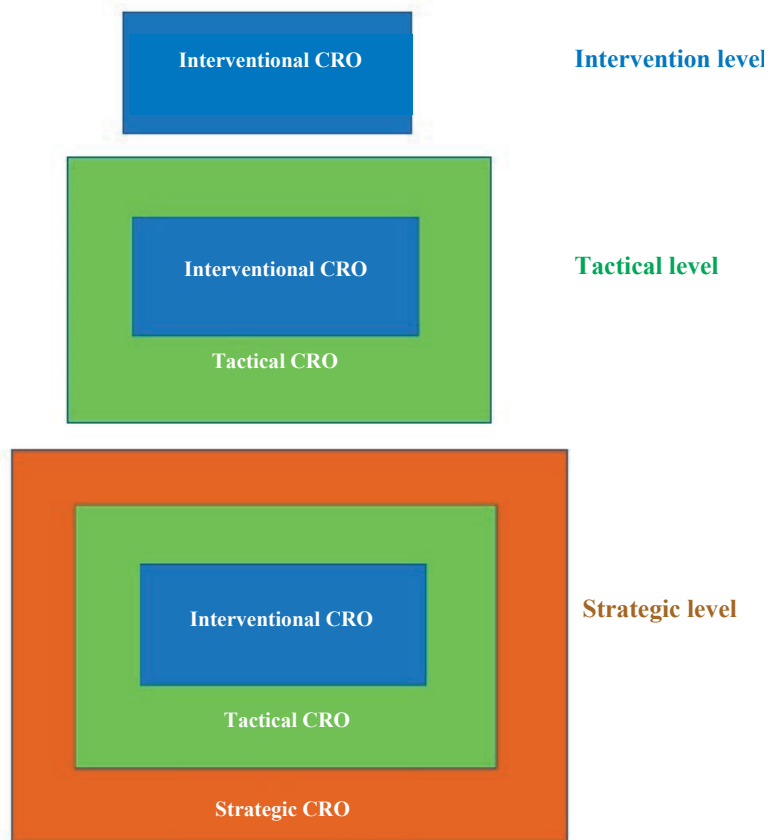 Interventional CRO
Intervention level
Interventional CRO
Tactical level
Tactical CRO
Interventional CRO
Strategic level
Tactical CRO
Strategic CRO